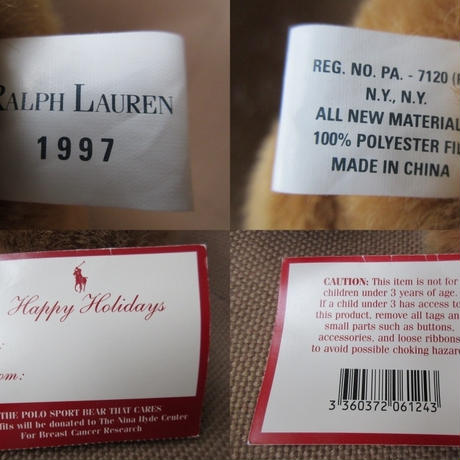 RALPH LAUREN
1997
REG. NO. PA. - 7120 (
N.Y., N.Y.
ALL NEW MATERIAL
100% POLYESTER FI
MADE IN CHINA
Happy Holidays
:
om:
THE POLO SPORT BEAR THAT CARES
fits will be donated to The Nina Hyde Center
For Breast Cancer Research
CAUTION: This item is not for
children under 3 years of age.
If a child under 3 has access to
this product, remove all tags an
small parts such as buttons,
accessories, and loose ribbons
to avoid possible choking hazar
3 360372 061243